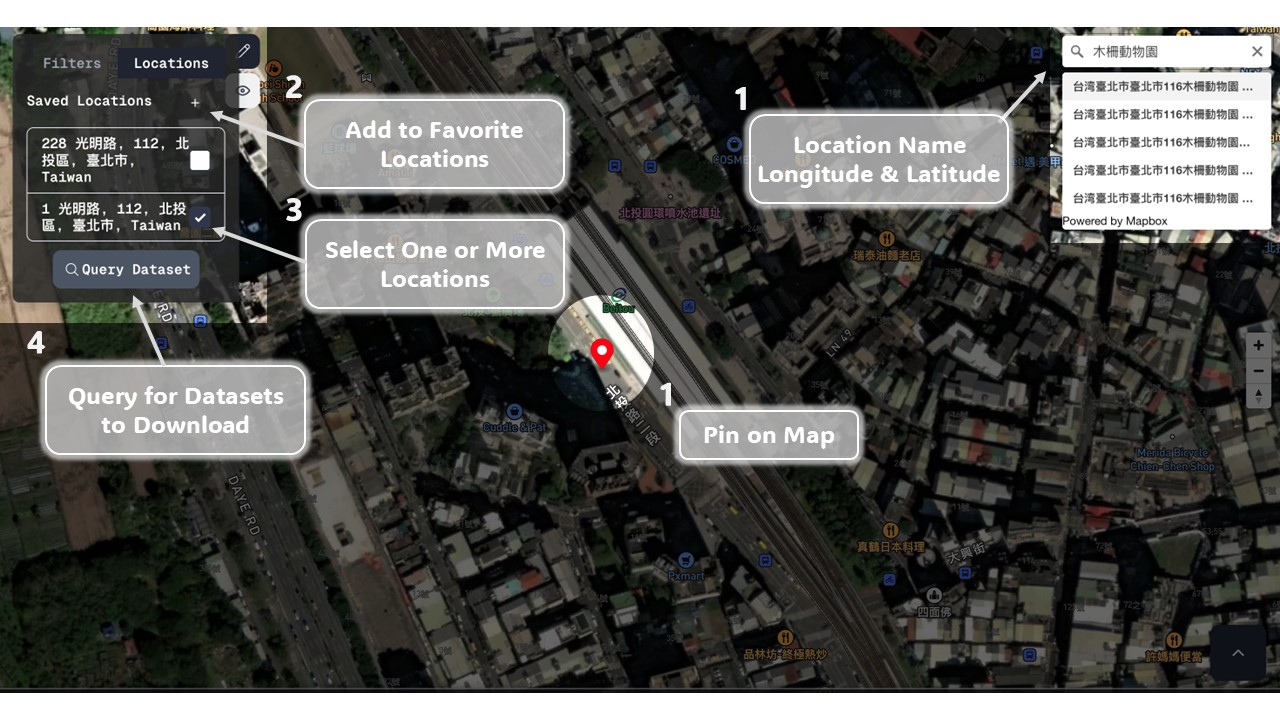 Filters
Locations
Saved Locations +
228 光明路, 112, 北
投區, 臺北市,
Taiwan
1 光明路, 112, 北投
區, 臺北市, Taiwan
Query Dataset
2
Add to Favorite
Locations
3
Select One or More
Locations
4
Query for Datasets
to Download
1
Location Name
Longitude & Latitude
木柵動物園
台湾臺北市臺北市116木柵動物園 ...
台湾臺北市臺北市116木柵動物園 ...
台湾臺北市臺北市116木柵動物園...
台湾臺北市臺北市116木柵動物園 ...
台湾臺北市臺北市116木柵動物園 ...
Powered by Mapbox
1
Pin on Map
北投圓環噴水池遺址
瑞泰油麵老店
Beitou
LN 49
Cuddle & Pat
DAYE RD
Merida Bicycle
Chien-Chen Shop
真鶴日本料理
大興街
Pxmart
四面佛
品林坊-終極熱炒
許媽媽便當